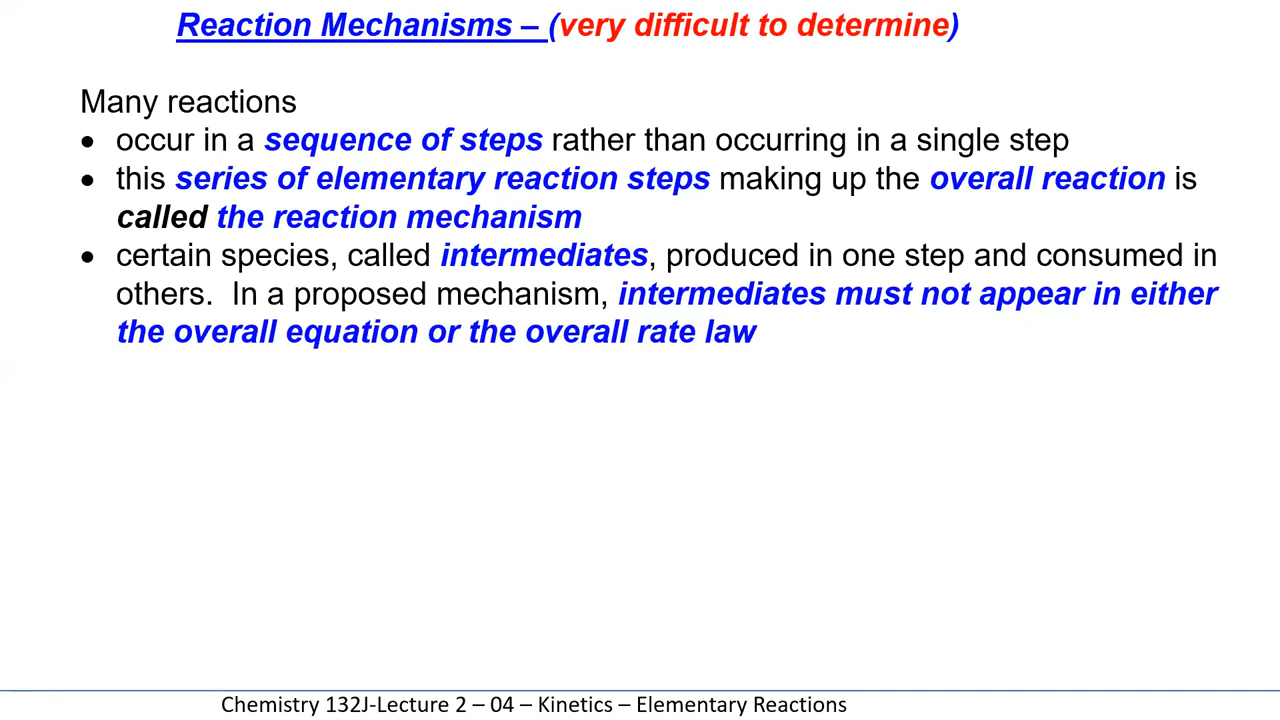 Reaction Mechanisms – (very difficult to determine)
Many reactions
• occur in a sequence of steps rather than occurring in a single step
• this series of elementary reaction steps making up the overall reaction is
called the reaction mechanism
• certain species, called intermediates, produced in one step and consumed in
others.  In a proposed mechanism, intermediates must not appear in either
the overall equation or the overall rate law
Chemistry 132J-Lecture 2 – 04 – Kinetics – Elementary Reactions